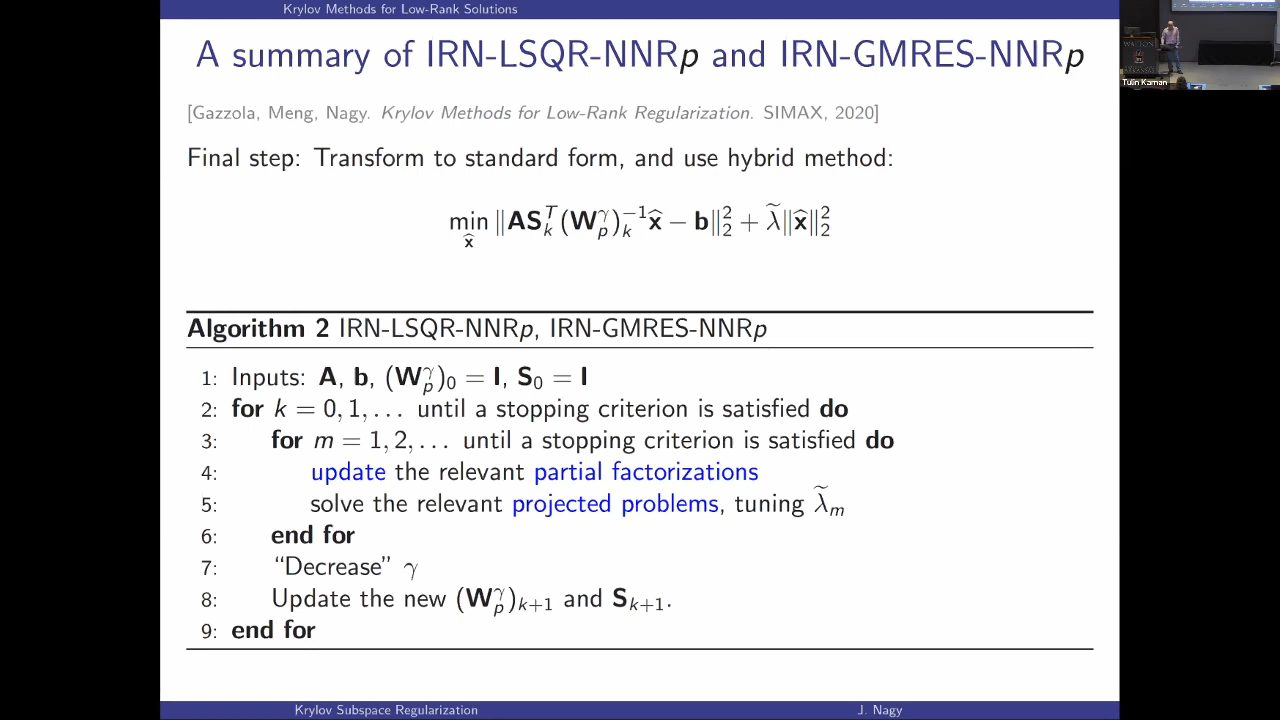 Krylov Methods for Low-Rank Solutions
A summary of IRN-LSQR-NNRp and IRN-GMRES-NNRp
[Gazzola, Meng, Nagy. Krylov Methods for Low-Rank Regularization. SIMAX, 2020]
Final step: Transform to standard form, and use hybrid method:
min_{x̂} ‖AS_k^T(W_p^γ)_k^{−1}x̂ − b‖_2^2 + λ̃‖x̂‖_2^2
Algorithm 2 IRN-LSQR-NNRp, IRN-GMRES-NNRp
1: Inputs: A, b, (W_p^γ)_0 = I, S_0 = I
2: for k = 0, 1, ... until a stopping criterion is satisfied do
3: for m = 1, 2, ... until a stopping criterion is satisfied do
4: update the relevant partial factorizations
5: solve the relevant projected problems, tuning λ̃_m
6: end for
7: “Decrease” γ
8: Update the new (W_p^γ)_{k+1} and S_{k+1}.
9: end for
Krylov Subspace Regularization J. Nagy
WALTON
Tulin Kaman